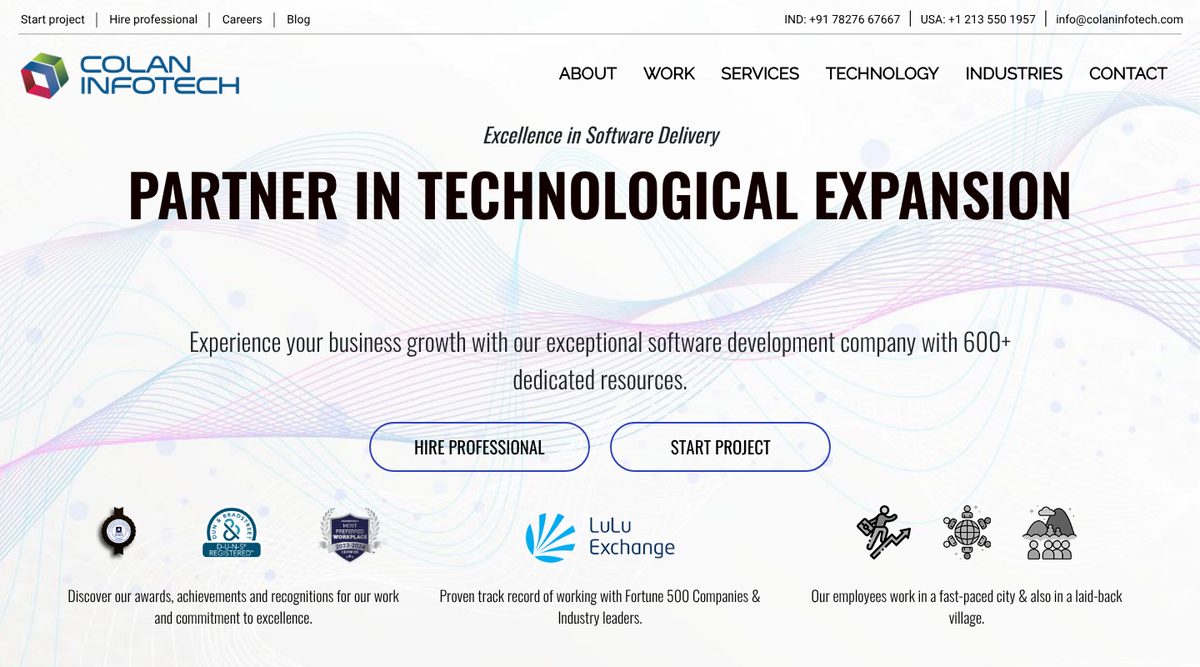 Start project
Hire professional
Careers
Blog
IND: +91 78276 67667
USA: +1 213 550 1957
info@colaninfotech.com
COLAN
INFOTECH
ABOUT
WORK
SERVICES
TECHNOLOGY
INDUSTRIES
CONTACT
Excellence in Software Delivery
PARTNER IN TECHNOLOGICAL EXPANSION
Experience your business growth with our exceptional software development company with 600+
dedicated resources.
HIRE PROFESSIONAL
START PROJECT
DUN & BRADSTREET
D-U-N-S®
REGISTERED™
MOST
PREFERRED
WORKPLACE
LuLu
Exchange
Discover our awards, achievements and recognitions for our work
and commitment to excellence.
Proven track record of working with Fortune 500 Companies &
Industry leaders.
Our employees work in a fast-paced city & also in a laid-back
village.